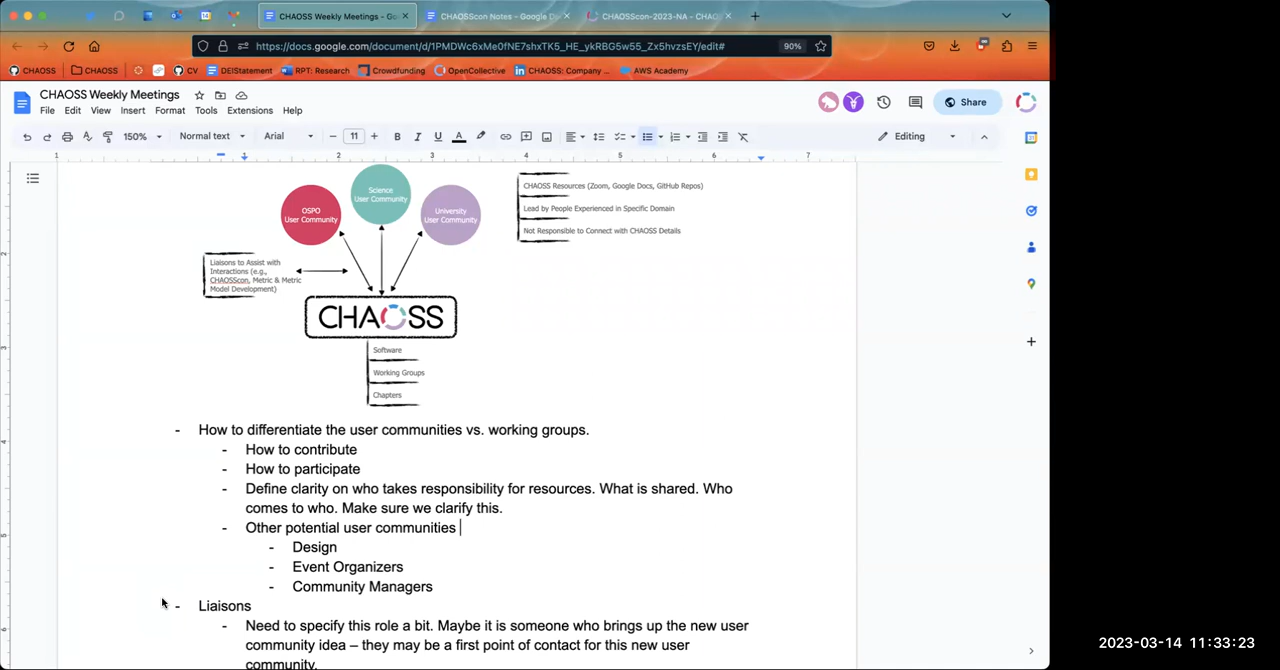 CHAOSS Weekly Meetings - Go
CHAOSScon Notes - Google D
CHAOSScon-2023-NA - CHAO
https://docs.google.com/document/d/1PMDWc6xMe0fNE7shxTK5_HE_ykRBG5w55_Zx5hvzsEY/edit#
90%
CHAOSS
CHAOSS
CV
DEIStatement
RPT: Research
Crowdfunding
OpenCollective
CHAOSS: Company ...
AWS Academy
CHAOSS Weekly Meetings
File Edit View Insert Format Tools Extensions Help
Share
150%
Normal text
Arial
11
Editing
1 1 2 3 4 5 6 7
OSPO
User Community
Science
User Community
University
User Community
CHAOSS Resources (Zoom, Google Docs, GitHub Repos)
Lead by People Experienced in Specific Domain
Not Responsible to Connect with CHAOSS Details
Liaisons to Assist with
Interactions (e.g.,
CHAOSScon, Metric & Metric
Model Development)
CHAOSS
Software
Working Groups
Chapters
- How to differentiate the user communities vs. working groups.
- How to contribute
- How to participate
- Define clarity on who takes responsibility for resources. What is shared. Who
comes to who. Make sure we clarify this.
- Other potential user communities
- Design
- Event Organizers
- Community Managers
- Liaisons
- Need to specify this role a bit. Maybe it is someone who brings up the new user
community idea – they may be a first point of contact for this new user
community.
2023-03-14 11:33:23